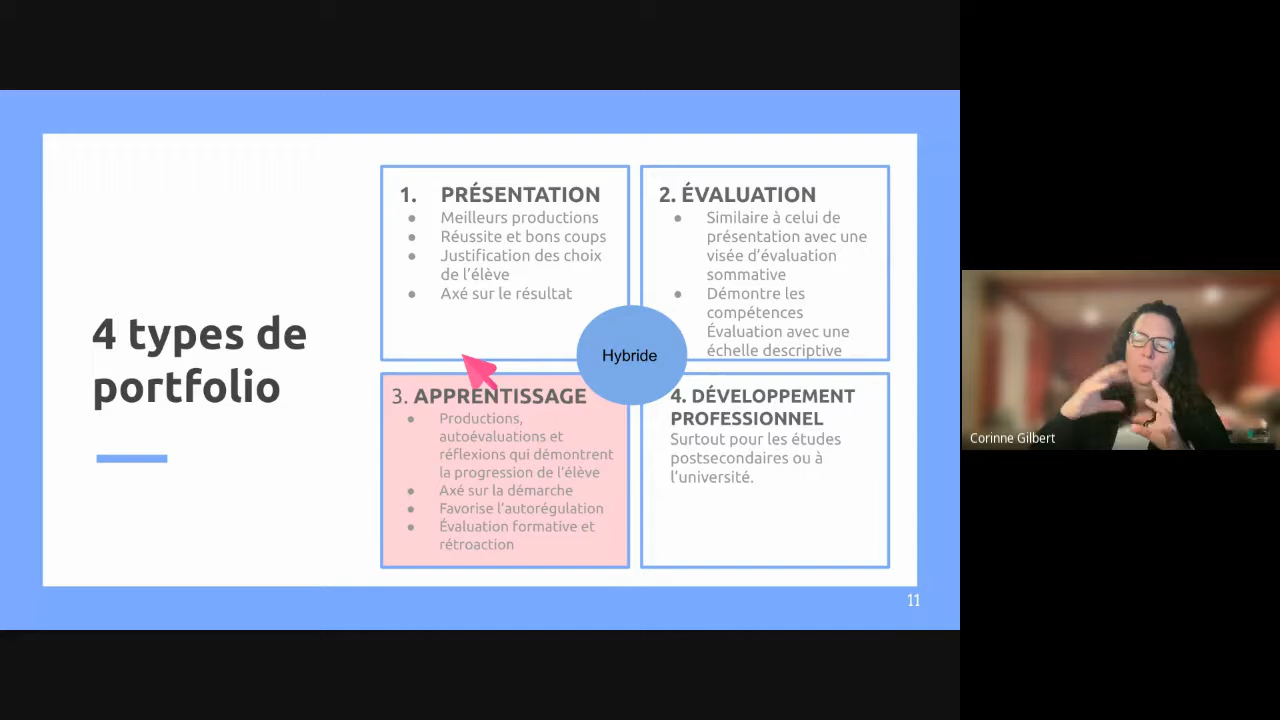 4 types de
portfolio
1. PRÉSENTATION
● Meilleurs productions
● Réussite et bons coups
● Justification des choix
de l'élève
● Axé sur le résultat
2. ÉVALUATION
● Similaire à celui de
présentation avec une
visée d'évaluation
sommative
● Démontre les
compétences
Évaluation avec une
échelle descriptive
Hybride
3. APPRENTISSAGE
● Productions,
autoévaluations et
réflexions qui démontrent
la progression de l'élève
● Axé sur la démarche
● Favorise l'autorégulation
● Évaluation formative et
rétroaction
4. DÉVELOPPEMENT
PROFESSIONNEL
Surtout pour les études
postsecondaires ou à
l'université.
11
Corinne Gilbert